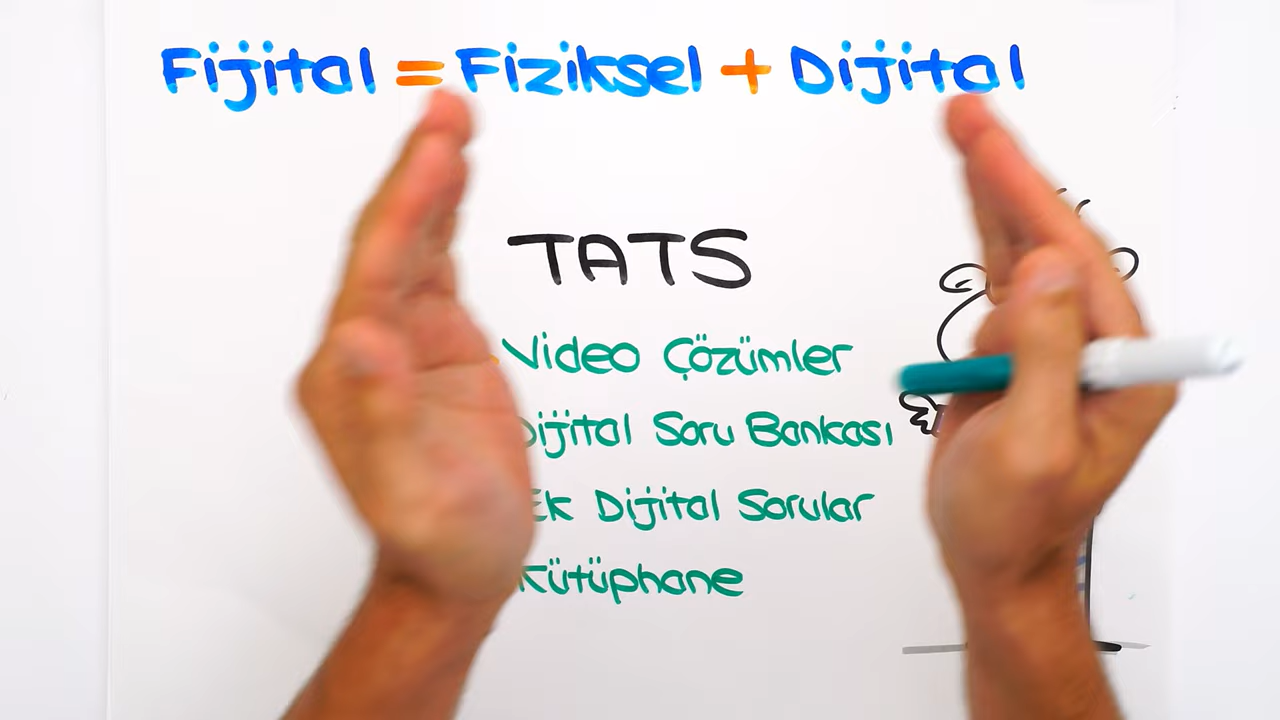 Fijital = Fiziksel + Dijital
TATS
Video Çözümler
Dijital Soru Bankası
Ek Dijital Sorular
Kütüphane